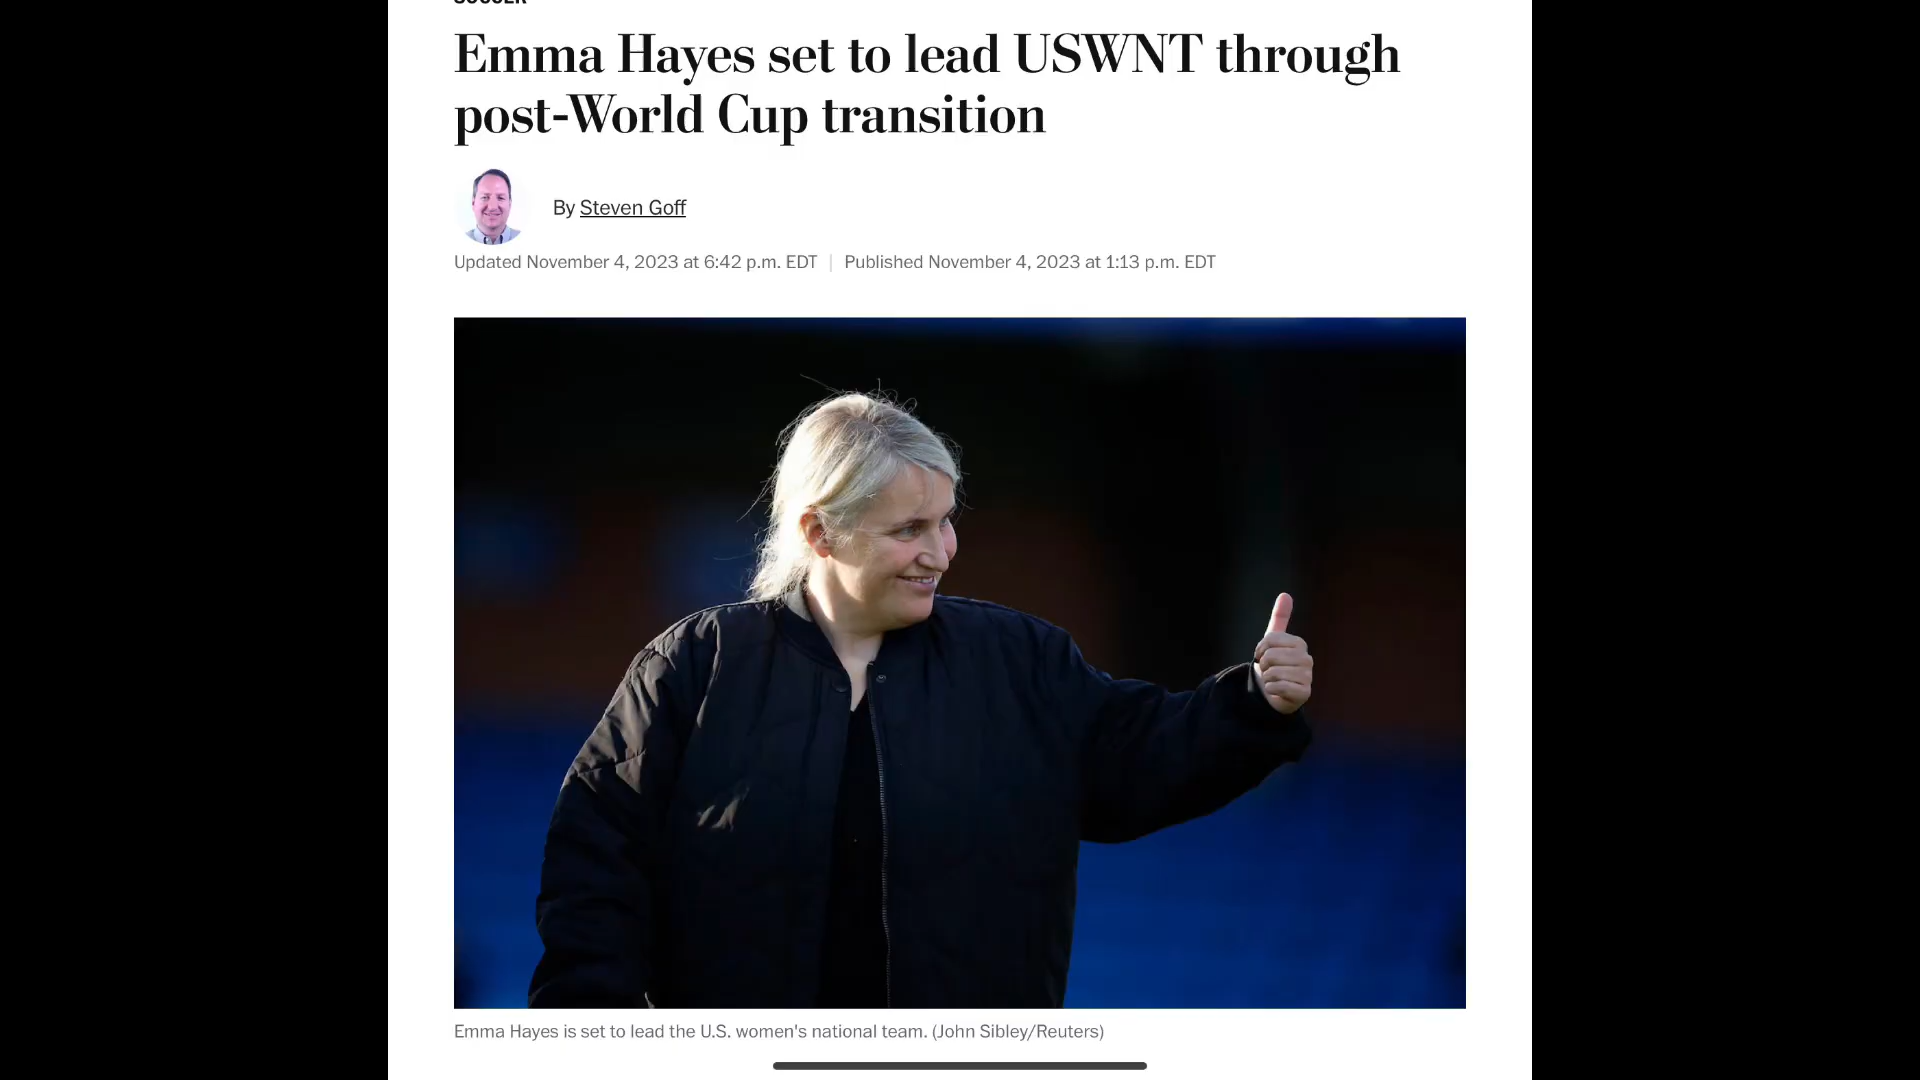 SOCCER
Emma Hayes set to lead USWNT through
post-World Cup transition
By Steven Goff
Updated November 4, 2023 at 6:42 p.m. EDT | Published November 4, 2023 at 1:13 p.m. EDT
Emma Hayes is set to lead the U.S. women's national team. (John Sibley/Reuters)